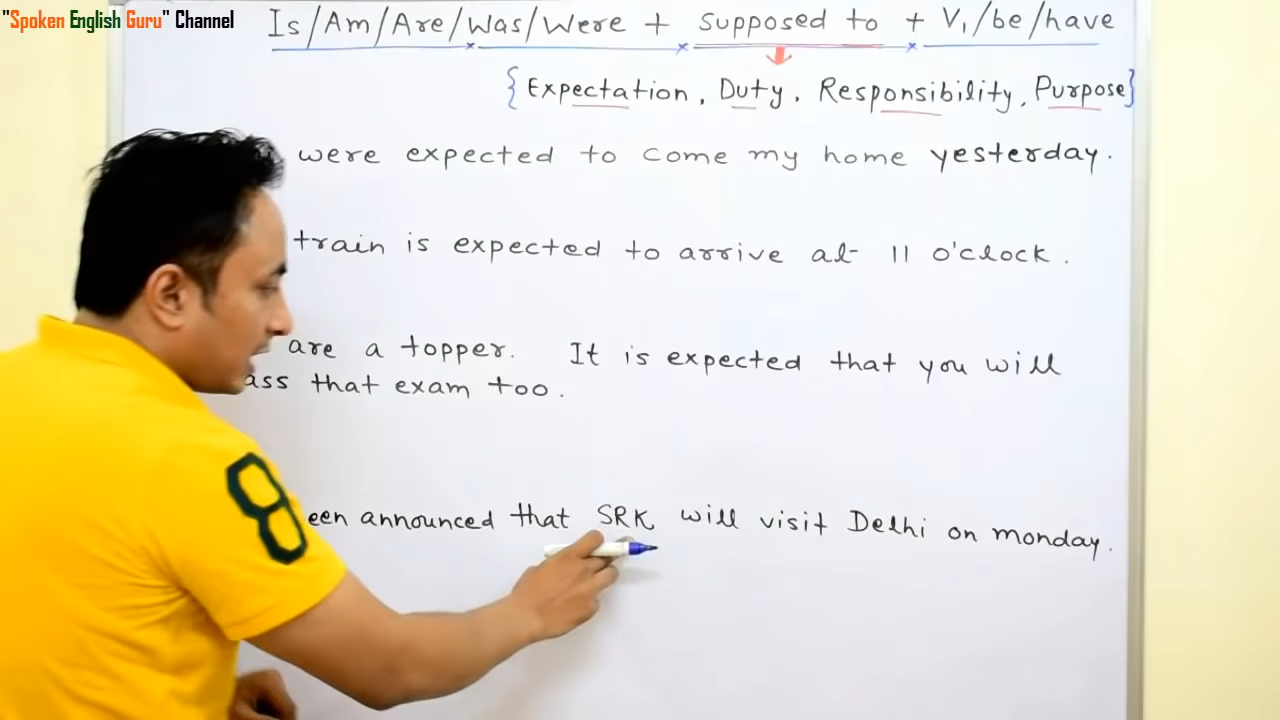 "Spoken English Guru" Channel
Is/Am/Are/Was/Were + supposed to + V₁/be/have
{Expectation, Duty, Responsibility, Purpose}
were expected to come my home yesterday.
train is expected to arrive at 11 o'clock.
are a topper. It is expected that you will
ass that exam too.
een announced that SRK will visit Delhi on monday.
8